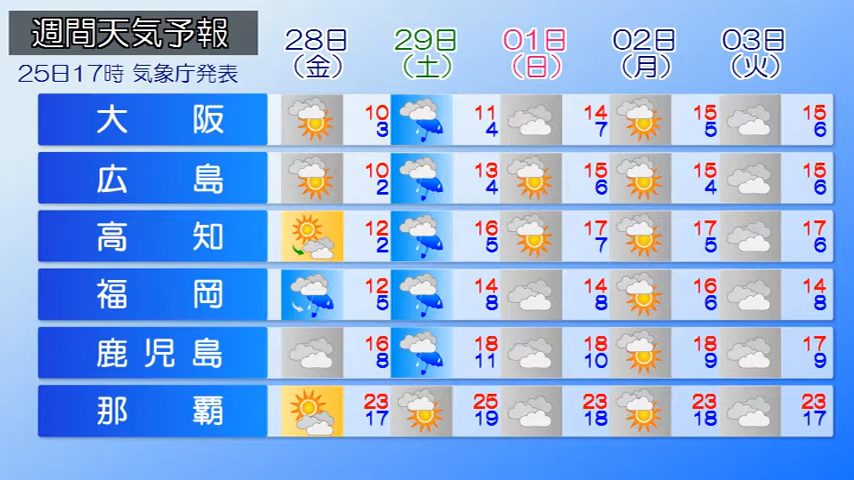 週間天気予報
25日17時 気象庁発表
28日 29日 01日 02日 03日
(金) (土) (日) (月) (火)
大阪 10 3 11 4 14 7 15 5 15 6
広島 10 2 13 4 15 6 15 4 15 6
高知 12 2 16 5 17 7 17 5 17 6
福岡 12 5 14 8 14 8 16 6 14 8
鹿児島 16 8 18 11 18 10 18 9 17 9
那覇 23 17 25 19 23 18 23 18 23 17